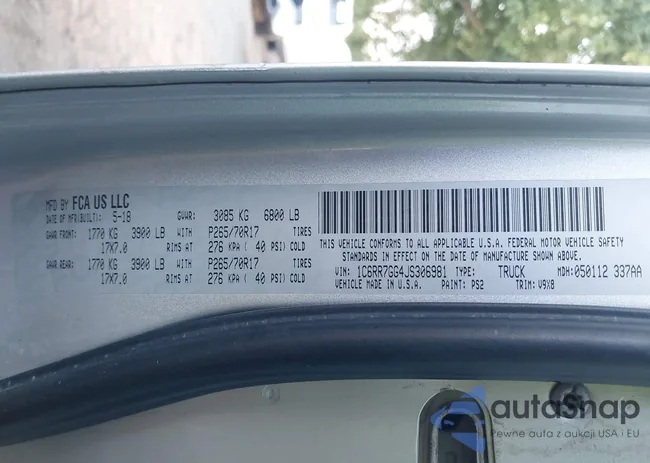 MFD BY FCA US LLC
DATE OF MFR(BUILT): 5-18 GVWR: 3085 KG 6800 LB
GAWR FRONT: 1770 KG 3900 LB WITH P265/70R17 TIRES
17X7.0 RIMS AT 276 KPA ( 40 PSI) COLD
GAWR REAR: 1770 KG 3900 LB WITH P265/70R17 TIRES
17X7.0 RIMS AT 276 KPA ( 40 PSI) COLD
THIS VEHICLE CONFORMS TO ALL APPLICABLE U.S.A. FEDERAL MOTOR VEHICLE SAFETY
STANDARDS IN EFFECT ON THE DATE OF MANUFACTURE SHOWN ABOVE.
VIN: 1C6RR7GG4JS306981 TYPE: TRUCK MDH: 050112 337AA
VEHICLE MADE IN U.S.A. PAINT: PS2 TRIM: V9X8
autosnap
Pewne auta z aukcji USA i EU